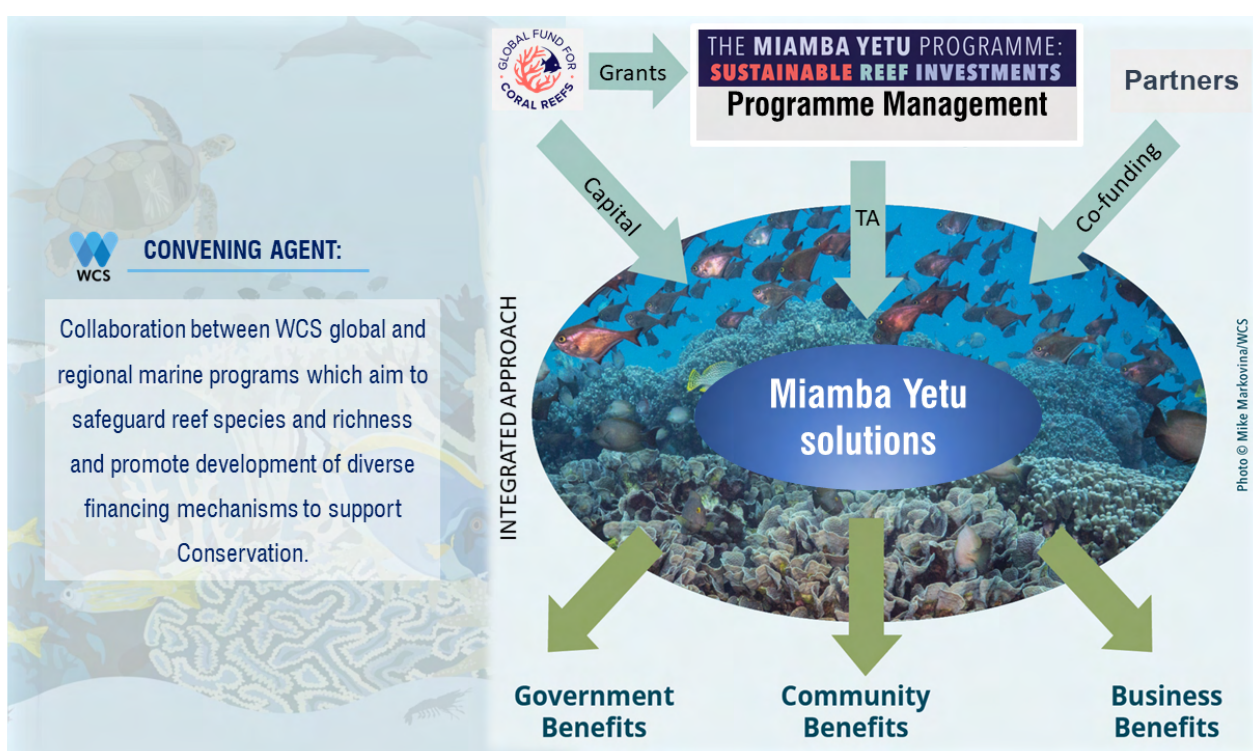 GLOBAL FUND FOR
CORAL REEFS
Grants
THE MIAMBA YETU PROGRAMME:
SUSTAINABLE REEF INVESTMENTS
Programme Management
Partners
Capital
TA
Co-funding
WCS
CONVENING AGENT:
Collaboration between WCS global and
regional marine programs which aim to
safeguard reef species and richness
and promote development of diverse
financing mechanisms to support
Conservation.
INTEGRATED APPROACH
Miamba Yetu
solutions
Photo © Mike Markovina/WCS
Government
Benefits
Community
Benefits
Business
Benefits